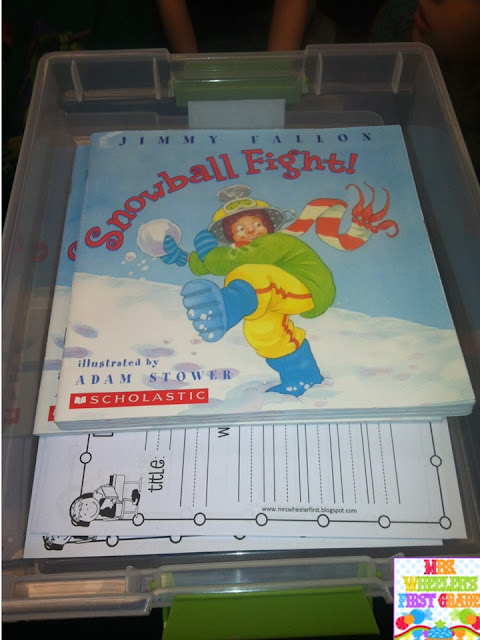 JIMMY FALLON
Snowball Fight!
illustrated by
ADAM STOWER
SCHOLASTIC
title:
www.mrswheelerfirst.blogspot.com
MRS.
WHEELER'S
FIRST GRADE